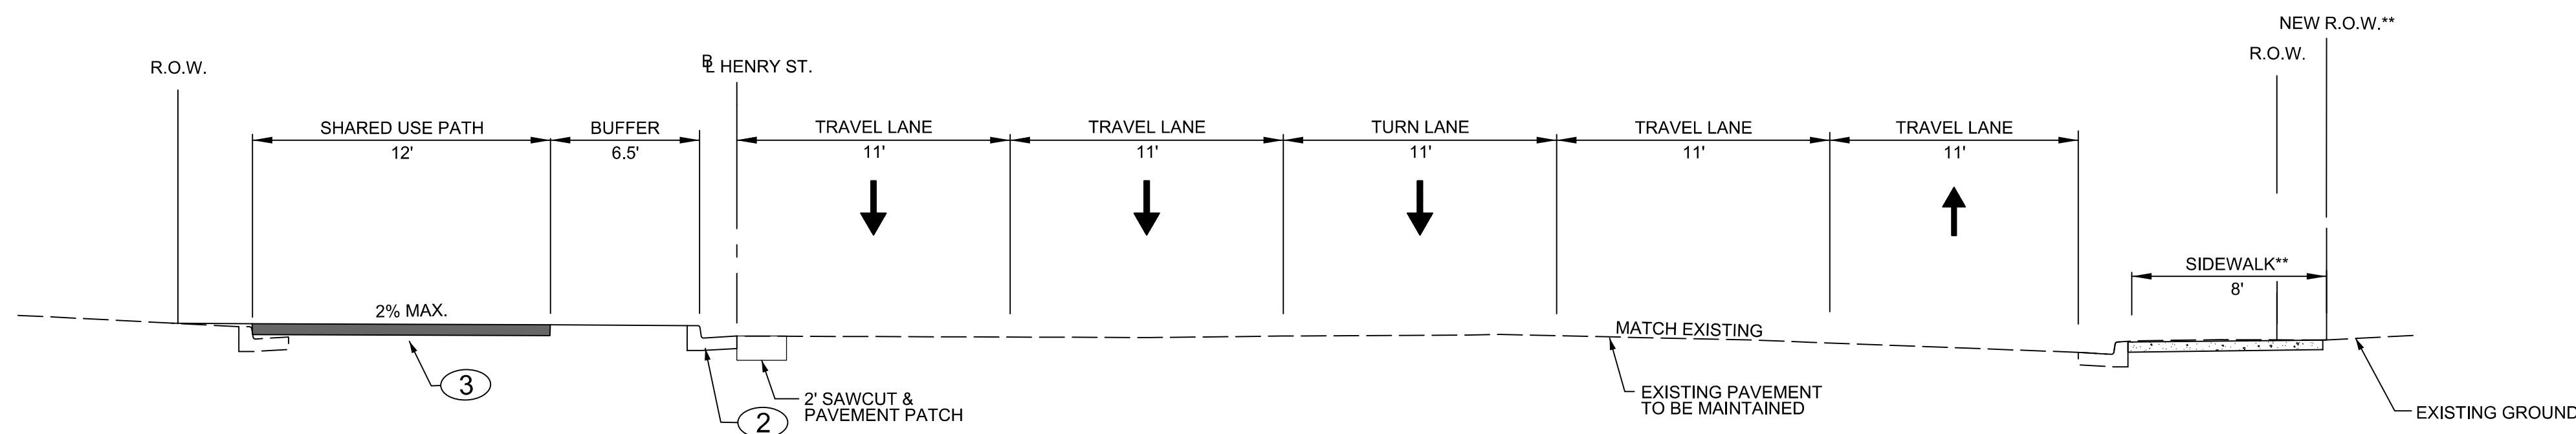 NEW R.O.W.**
R.O.W.
BL HENRY ST.
R.O.W.
SHARED USE PATH
12'
BUFFER
6.5'
TRAVEL LANE
11'
TRAVEL LANE
11'
TURN LANE
11'
TRAVEL LANE
11'
TRAVEL LANE
11'
SIDEWALK**
8'
2% MAX.
MATCH EXISTING
3
2' SAWCUT &
PAVEMENT PATCH
2
EXISTING PAVEMENT
TO BE MAINTAINED
EXISTING GROUND